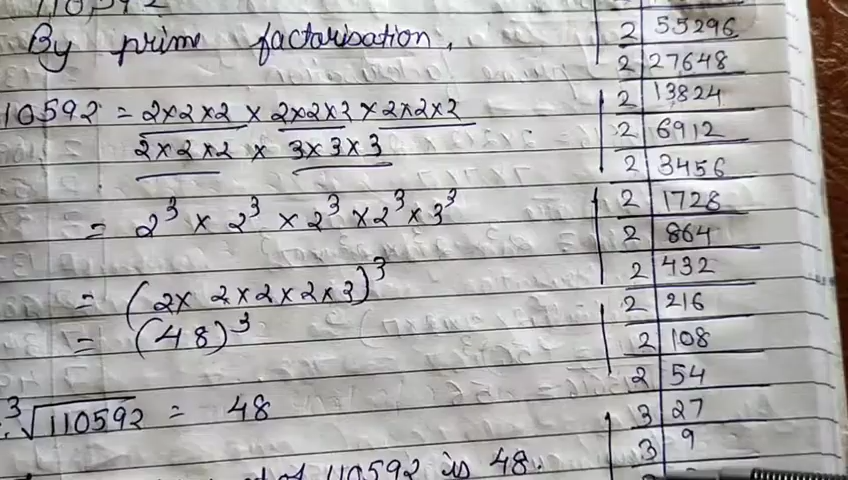 By prime factorisation,
10592 = 2×2×2 × 2×2×2 × 2×2×2
2×2×2 × 3×3×3
= 2³ × 2³ × 2³ × 2³ × 3³
= (2× 2×2×2×3)³
= (48)³
³√110592 = 48
of 110592 is 48.
2 55296
2 27648
2 13824
2 6912
2 3456
2 1728
2 864
2 432
2 216
2 108
2 54
3 27
3 9